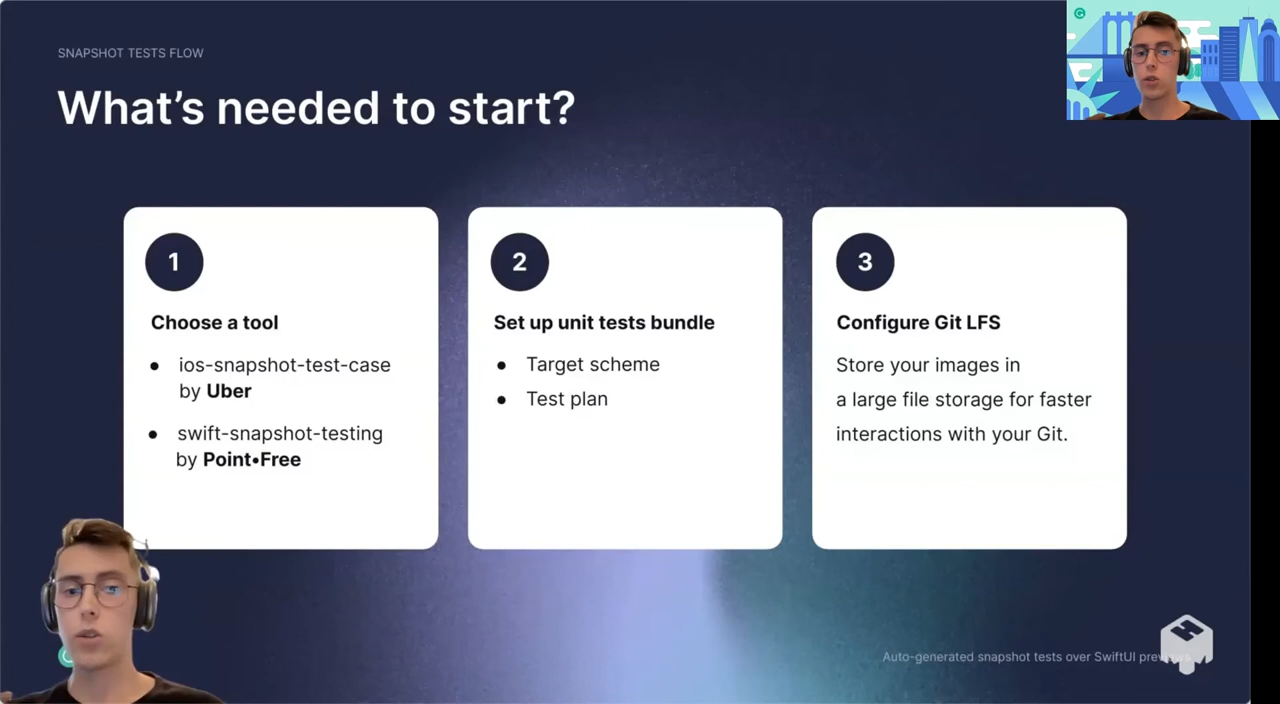 SNAPSHOT TESTS FLOW
What's needed to start?
1
Choose a tool
● ios-snapshot-test-case
by Uber
● swift-snapshot-testing
by Point•Free
2
Set up unit tests bundle
● Target scheme
● Test plan
3
Configure Git LFS
Store your images in
a large file storage for faster
interactions with your Git.
Auto-generated snapshot tests over SwiftUI previews